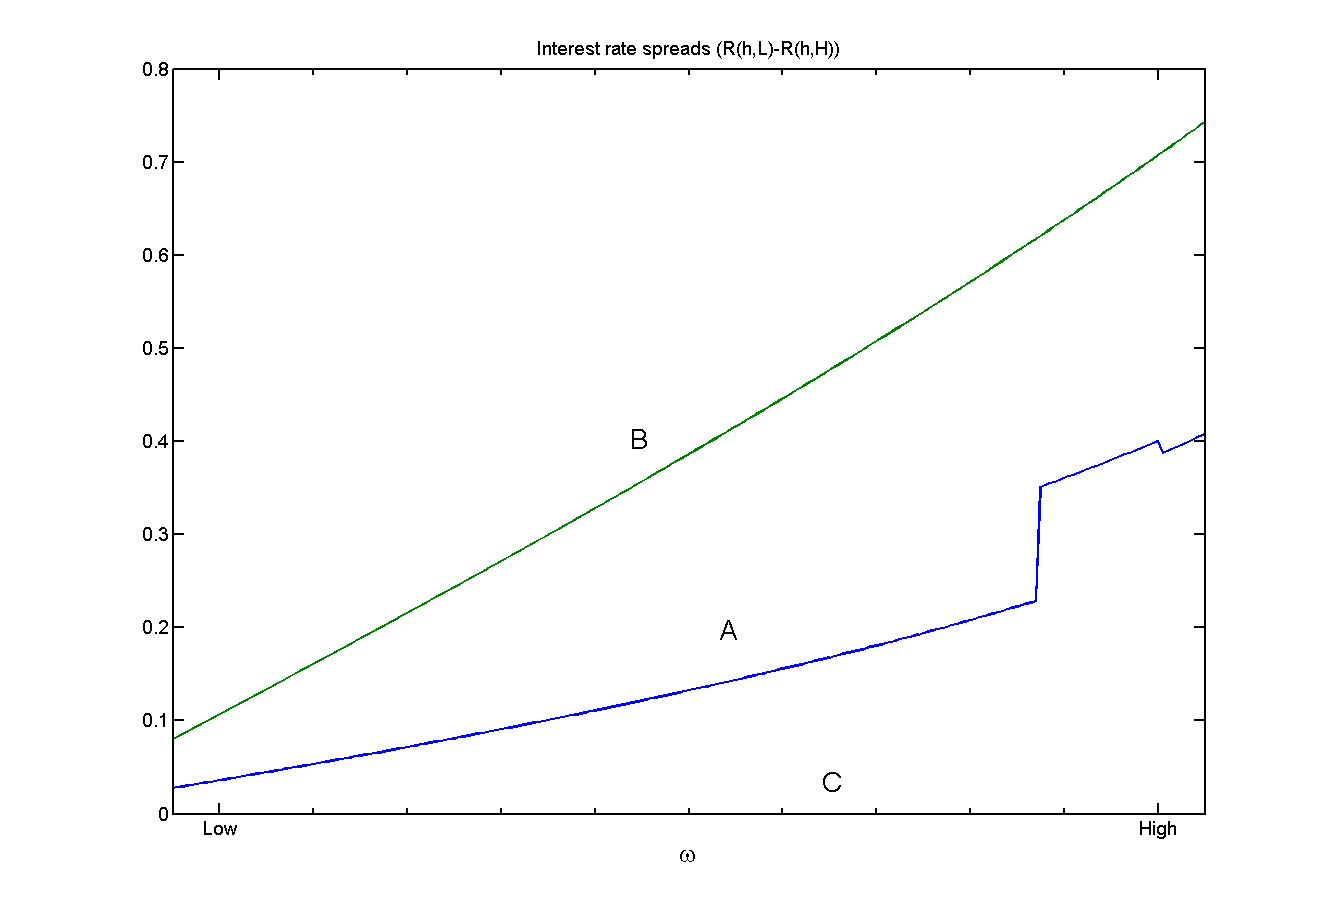 Interest rate spreads (R(h,L)-R(h,H))
0.8
0.7
0.6
0.5
0.4
0.3
0.2
0.1
0
B
A
C
Low
High
ω